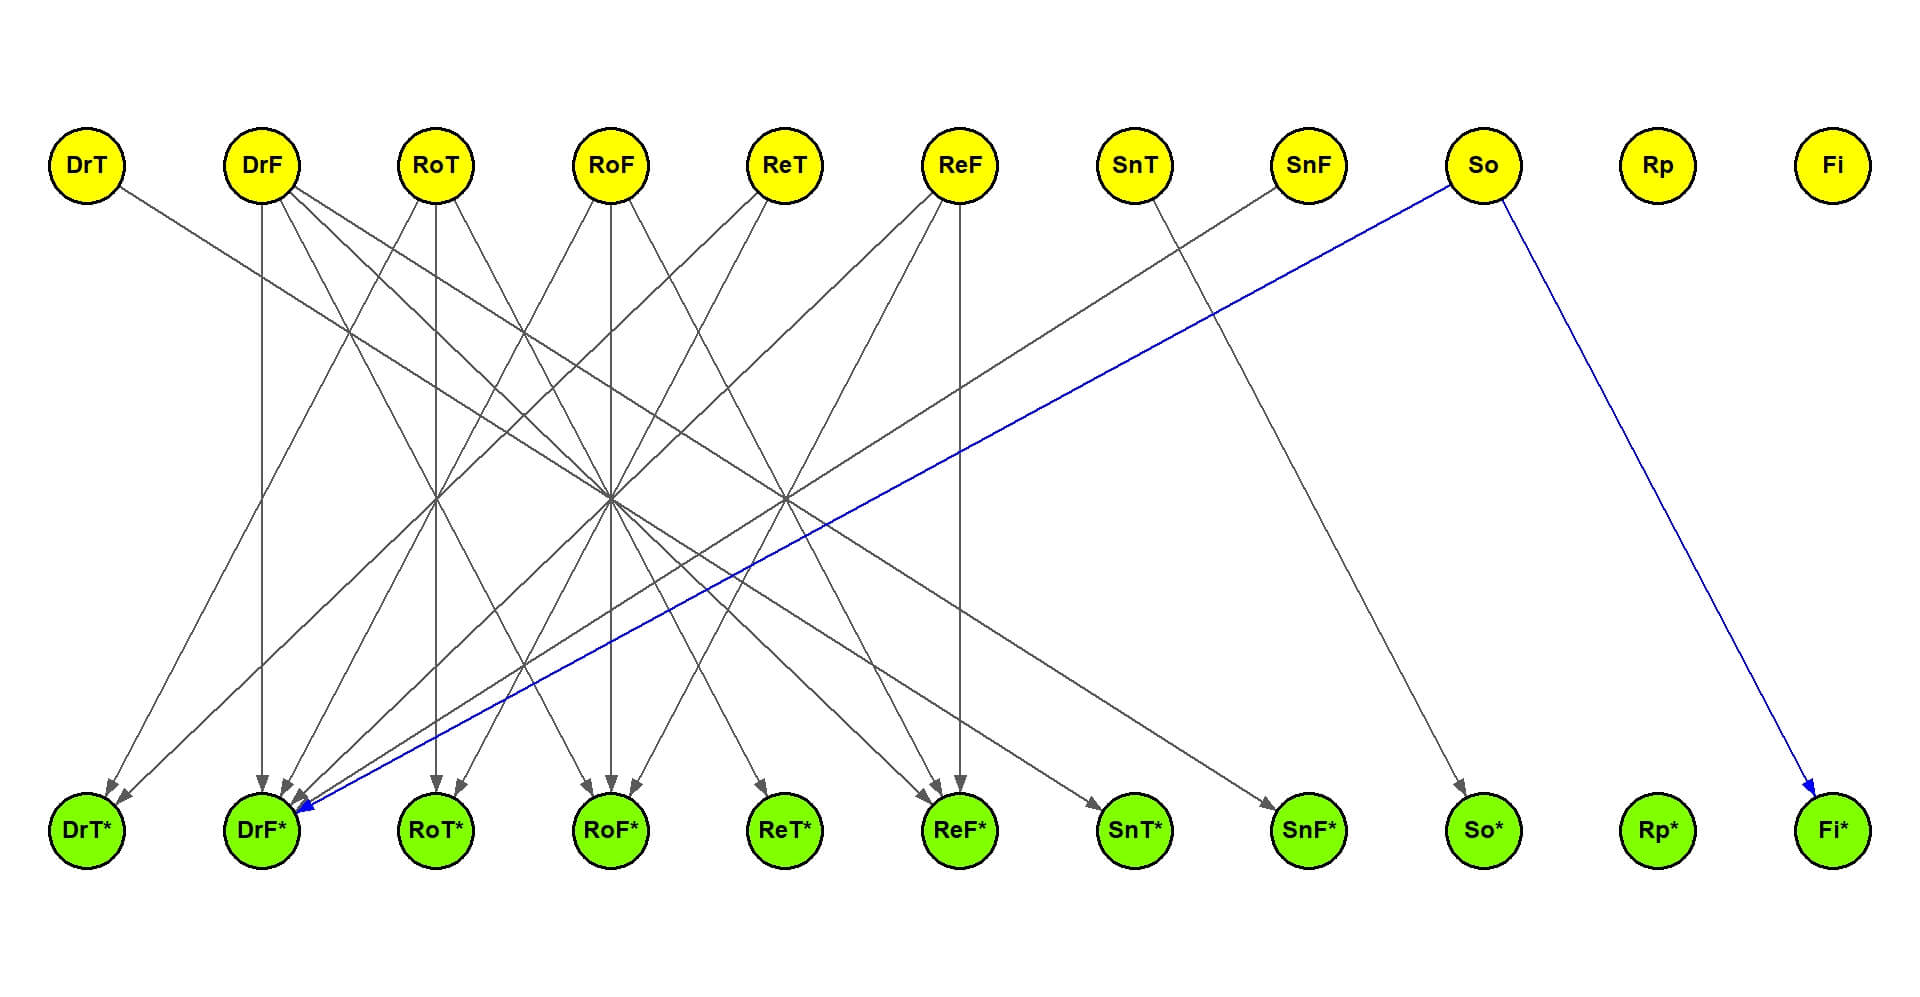 DrT DrF RoT RoF ReT ReF SnT SnF So Rp Fi
DrT* DrF* RoT* RoF* ReT* ReF* SnT* SnF* So* Rp* Fi*